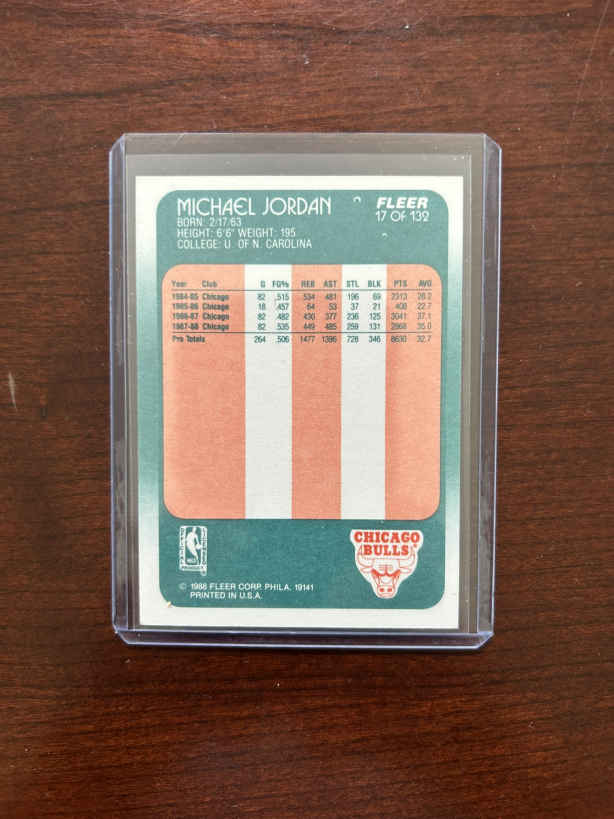 MICHAEL JORDAN
FLEER
BORN: 2/17/63
17 OF 132
HEIGHT: 6'6" WEIGHT: 195
COLLEGE: U. OF N. CAROLINA
Year Club G FG% REB AST STL BLK PTS AVG
1984-85 Chicago 82 .515 534 481 196 69 2313 28.2
1985-86 Chicago 18 .457 64 53 37 21 408 22.7
1986-87 Chicago 82 .482 430 377 236 125 3041 37.1
1987-88 Chicago 82 .535 449 485 259 131 2868 35.0
Pro Totals 264 .506 1477 1396 728 346 8630 32.7
CHICAGO
BULLS
© 1988 FLEER CORP. PHILA. 19141
PRINTED IN U.S.A.